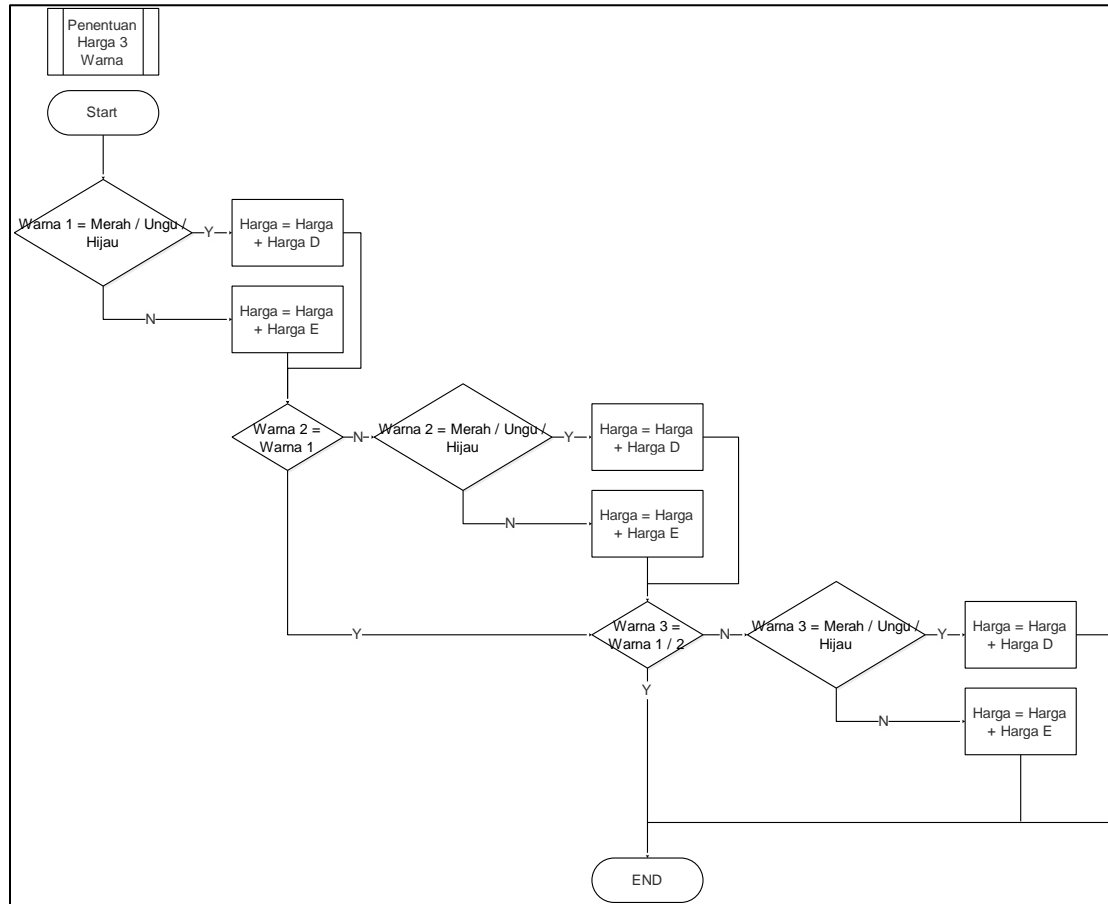 Penentuan
Harga 3
Warna
Start
Warna 1 = Merah / Ungu /
Hijau
Y
Harga = Harga
+ Harga D
N
Harga = Harga
+ Harga E
Warna 2 =
Warna 1
N
Warna 2 = Merah / Ungu /
Hijau
Y
Harga = Harga
+ Harga D
N
Harga = Harga
+ Harga E
Y
Warna 3 =
Warna 1 / 2
N
Warna 3 = Merah / Ungu /
Hijau
Y
Harga = Harga
+ Harga D
Y
N
Harga = Harga
+ Harga E
END